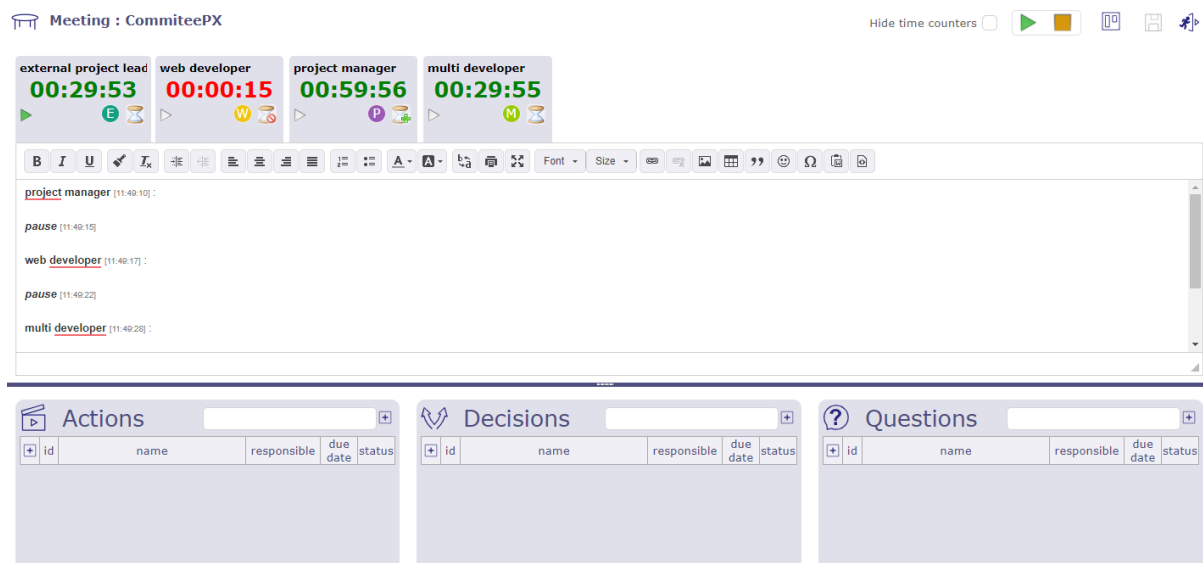 Meeting : CommiteePX
Hide time counters
external project lead
web developer
project manager
multi developer
00:29:53
00:00:15
00:59:56
00:29:55
E
W
P
M
B I U Font Size
project manager [11:49:10] :
pause [11:49:15]
web developer [11:49:17] :
pause [11:49:22]
multi developer [11:49:28] :
Actions
id name responsible due date status
Decisions
id name responsible due date status
Questions
id name responsible due date status